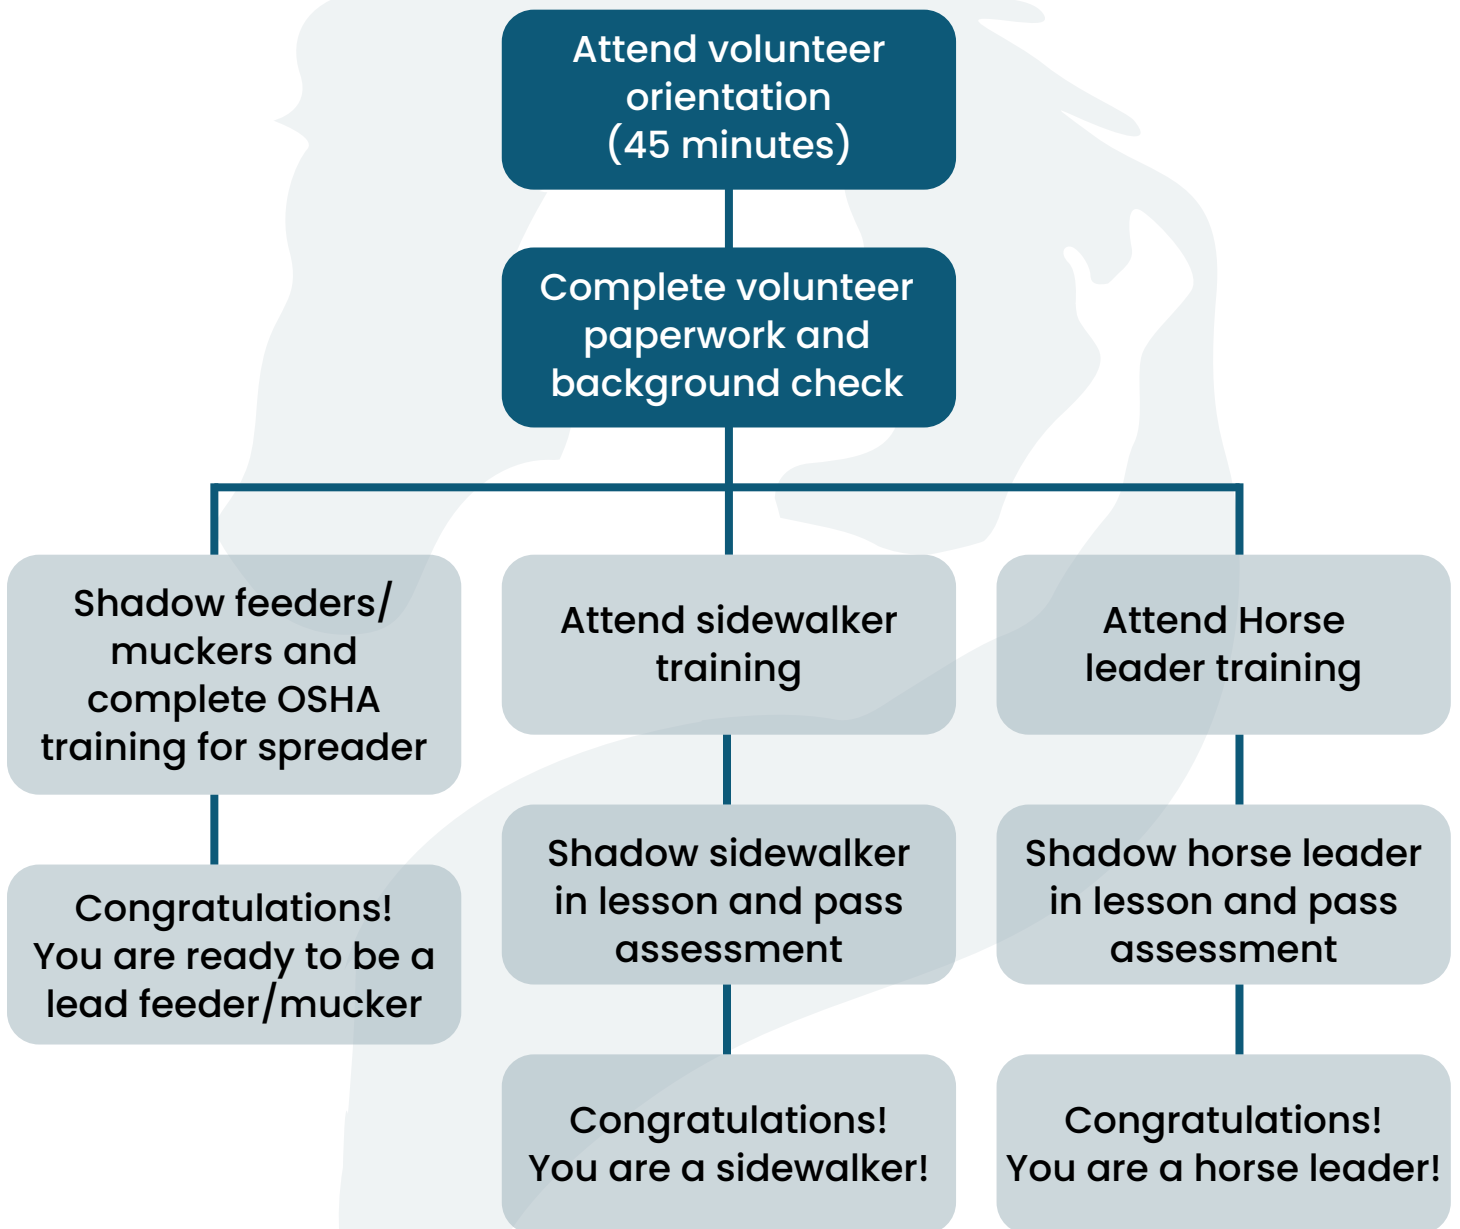 Attend volunteer
orientation
(45 minutes)
Complete volunteer
paperwork and
background check
Shadow feeders/
muckers and
complete OSHA
training for spreader
Congratulations!
You are ready to be a
lead feeder/mucker
Attend sidewalker
training
Shadow sidewalker
in lesson and pass
assessment
Congratulations!
You are a sidewalker!
Attend Horse
leader training
Shadow horse leader
in lesson and pass
assessment
Congratulations!
You are a horse leader!